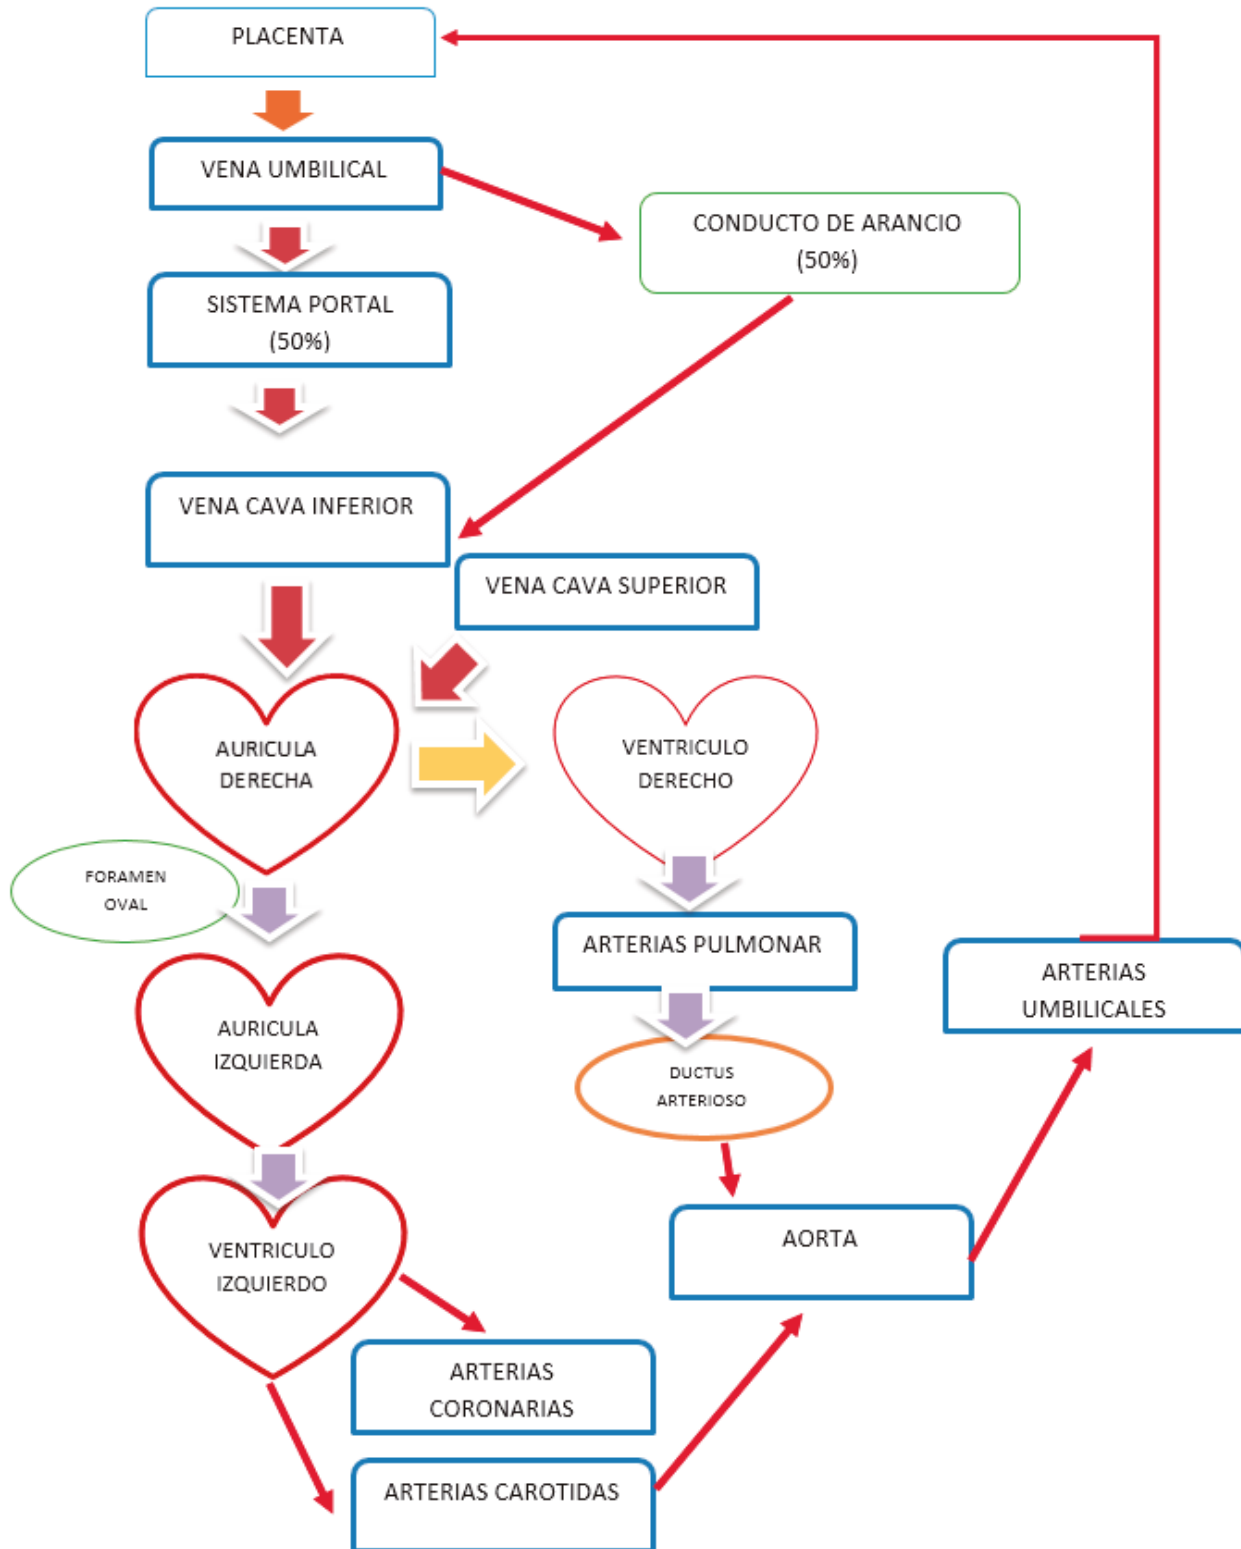 PLACENTA
VENA UMBILICAL
CONDUCTO DE ARANCIO
(50%)
SISTEMA PORTAL
(50%)
VENA CAVA INFERIOR
VENA CAVA SUPERIOR
AURICULA
DERECHA
VENTRICULO
DERECHO
FORAMEN
OVAL
ARTERIAS PULMONAR
ARTERIAS
UMBILICALES
AURICULA
IZQUIERDA
DUCTUS
ARTERIOSO
VENTRICULO
IZQUIERDO
AORTA
ARTERIAS
CORONARIAS
ARTERIAS CAROTIDAS